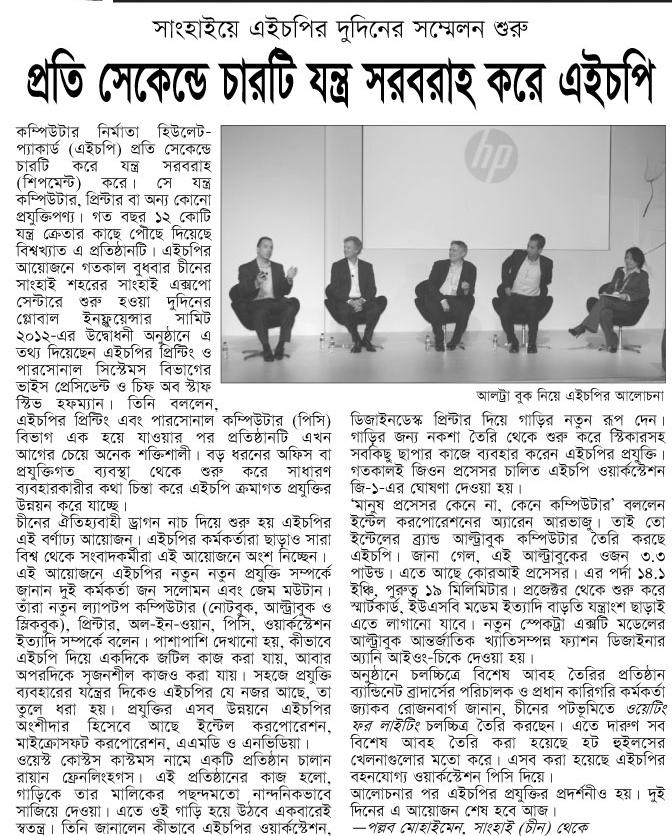 সাংহাইয়ে এইচপির দুদিনের সম্মেলন শুরু
প্রতি সেকেন্ডে চারটি যন্ত্র সরবরাহ করে এইচপি
কম্পিউটার নির্মাতা হিউলেট-
প্যাকার্ড (এইচপি) প্রতি সেকেন্ডে
চারটি করে যন্ত্র সরবরাহ
(শিপমেন্ট) করে। সে যন্ত্র
কম্পিউটার, প্রিন্টার বা অন্য কোনো
প্রযুক্তিপণ্য। গত বছর ১২ কোটি
যন্ত্র ক্রেতার কাছে পৌছে দিয়েছে
বিশ্বখ্যাত এ প্রতিষ্ঠানটি। এইচপির
আয়োজনে গতকাল বুধবার চীনের
সাংহাই শহরের সাংহাই এক্সপো
সেন্টারে শুরু হওয়া দুদিনের
গ্লোবাল ইনফ্লুয়েন্সার সামিট
২০১২-এর উদ্বোধনী অনুষ্ঠানে এ
তথ্য দিয়েছেন এইচপির প্রিন্টিং ও
পারসোনাল সিস্টেমস বিভাগের
ভাইস প্রেসিডেন্ট ও চিফ অব স্টাফ
স্টিভ হফম্যান। তিনি বললেন,
এইচপির প্রিন্টিং এবং পারসোনাল কম্পিউটার (পিসি)
বিভাগ এক হয়ে যাওয়ার পর প্রতিষ্ঠানটি এখন
আগের চেয়ে অনেক শক্তিশালী। বড় ধরনের অফিস বা
প্রযুক্তিগত ব্যবস্থা থেকে শুরু করে সাধারণ
ব্যবহারকারীর কথা চিন্তা করে এইচপি ক্রমাগত প্রযুক্তির
উন্নয়ন করে যাচ্ছে।
চীনের ঐতিহ্যবাহী ড্রাগন নাচ দিয়ে শুরু হয় এইচপির
এই বর্ণাঢ্য আয়োজন। এইচপির কর্মকর্তারা ছাড়াও সারা
বিশ্ব থেকে সংবাদকর্মীরা এই আয়োজনে অংশ নিচ্ছেন।
এই আয়োজনে এইচপির নতুন নতুন প্রযুক্তি সম্পর্কে
জানান দুই কর্মকর্তা জন সলোমন এবং জেম মউটান।
তাঁরা নতুন ল্যাপটপ কম্পিউটার (নোটবুক, আল্ট্রাবুক ও
স্লিকবুক), প্রিন্টার, অল-ইন-ওয়ান, পিসি, ওয়ার্কস্টেশন
ইত্যাদি সম্পর্কে বলেন। পাশাপাশি দেখানো হয়, কীভাবে
এইচপি দিয়ে একদিকে জটিল কাজ করা যায়, আবার
অপরদিকে সৃজনশীল কাজও করা যায়। সহজে প্রযুক্তি
ব্যবহারের যন্ত্রের দিকেও এইচপির যে নজর আছে, তা
তুলে ধরা হয়। প্রযুক্তির এসব উন্নয়নে এইচপির
অংশীদার হিসেবে আছে ইন্টেল করপোরেশন,
মাইক্রোসফট করপোরেশন, এএমডি ও এনভিডিয়া।
ওয়েস্ট কোস্টস কাস্টমস নামে একটি প্রতিষ্ঠান চালান
রায়ান ফ্রেনলিংহগস। এই প্রতিষ্ঠানের কাজ হলো,
গাড়িকে তার মালিকের পছন্দমতো নান্দনিকভাবে
সাজিয়ে দেওয়া। এতে ওই গাড়ি হয়ে উঠবে একবারেই
স্বতন্ত্র। তিনি জানালেন কীভাবে এইচপির ওয়ার্কস্টেশন,
hp
আলট্রা বুক নিয়ে এইচপির আলোচনা
ডিজাইনডেস্ক প্রিন্টার দিয়ে গাড়ির নতুন রূপ দেন।
গাড়ির জন্য নকশা তৈরি থেকে শুরু করে স্টিকারসহ
সবকিছু ছাপার কাজে ব্যবহার করেন এইচপির প্রযুক্তি।
গতকালই জিওন প্রসেসর চালিত এইচপি ওয়ার্কস্টেশন
জি-১-এর ঘোষণা দেওয়া হয়।
‘মানুষ প্রসেসর কেনে না, কেনে কম্পিউটার’ বললেন
ইন্টেল করপোরেশনের অ্যারেন আরভাজু। তাই তো
ইন্টেলের ব্র্যান্ড আল্ট্রাবুক কম্পিউটার তৈরি করছে
এইচপি। জানা গেল, এই আল্ট্রাবুকের ওজন ৩.৩
পাউন্ড। এতে আছে কোরআই প্রসেসর। এর পর্দা ১৪.১
ইঞ্চি, পুরুত্ব ১৯ মিলিমিটার। প্রজেক্টর থেকে শুরু করে
স্মার্টকার্ড, ইউএসবি মডেম ইত্যাদি বাড়তি যন্ত্রাংশ ছাড়াই
এতে লাগানো যাবে। নতুন স্পেকট্রা এক্সটি মডেলের
আল্ট্রাবুক আন্তর্জাতিক খ্যাতিসম্পন্ন ফ্যাশন ডিজাইনার
অ্যানি আইওং-চিকে দেওয়া হয়।
অনুষ্ঠানে চলচ্চিত্রে বিশেষ আবহ তৈরির প্রতিষ্ঠান
ব্যান্ডিনেট ব্রাদার্সের পরিচালক ও প্রধান কারিগরি কর্মকর্তা
জ্যাকব রোজনবার্গ জানান, চীনের পটভূমিতে ওয়েটিং
ফর লাইটিং চলচ্চিত্র তৈরি করছেন। এতে দারুণ সব
বিশেষ আবহ তৈরি করা হয়েছে হট হুইলসের
খেলনাগুলোর মতো করে। এসব করা হয়েছে এইচপির
বহনযোগ্য ওয়ার্কস্টেশন পিসি দিয়ে।
আলোচনার পর এইচপির প্রযুক্তির প্রদর্শনীও হয়। দুই
দিনের এ আয়োজন শেষ হবে আজ।
—পল্লব মোহাইমেন, সাংহাই (চীন) থেকে